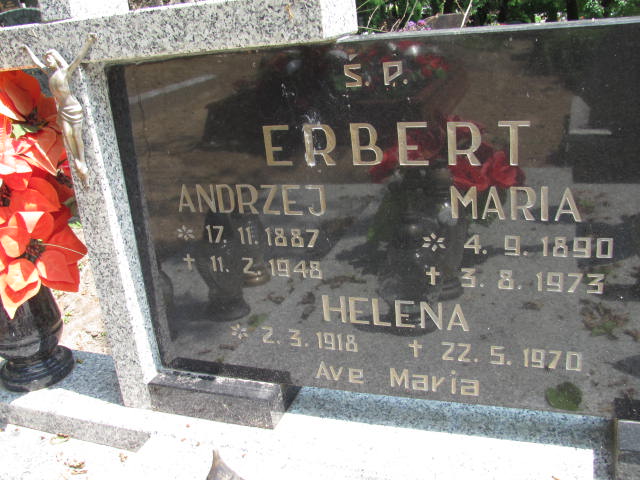 Ś. P.
ERBERT
ANDRZEJ
* 17. 11. 1887
† 11. 2. 1948
MARIA
* 4. 9. 1890
† 3. 8. 1973
HELENA
* 2. 3. 1918 † 22. 5. 1970
Ave Maria